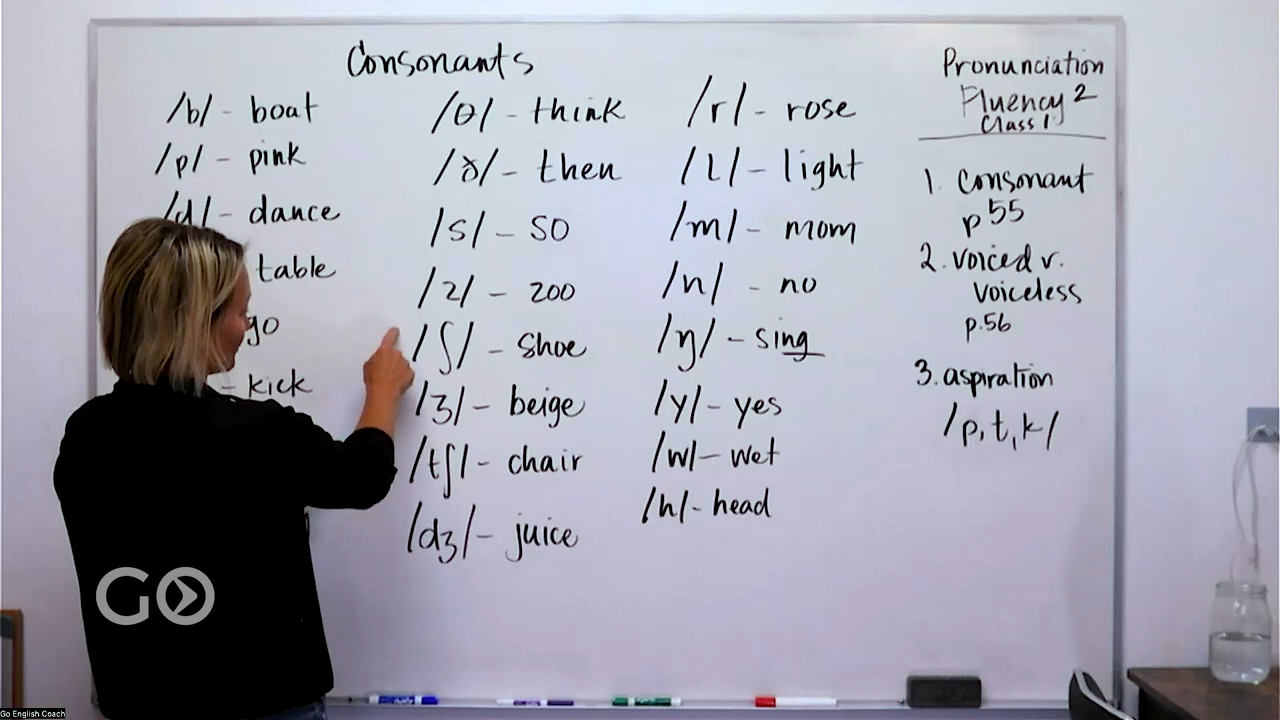 Consonants
/b/ - boat
/p/ - pink
/d/ - dance
table
go
- kick
/θ/ - think
/ð/ - then
/s/ - so
/z/ - zoo
/ʃ/ - shoe
/ʒ/ - beige
/tʃ/ - chair
/dʒ/ - juice
/r/ - rose
/l/ - light
/m/ - mom
/n/ - no
/ŋ/ - sing
/y/ - yes
/w/ - wet
/h/ - head
Pronunciation
Fluency 2
Class 1
1. Consonant
p 55
2. Voiced v.
Voiceless
p.56
3. aspiration
/p, t, k/
GO
Go English Coach